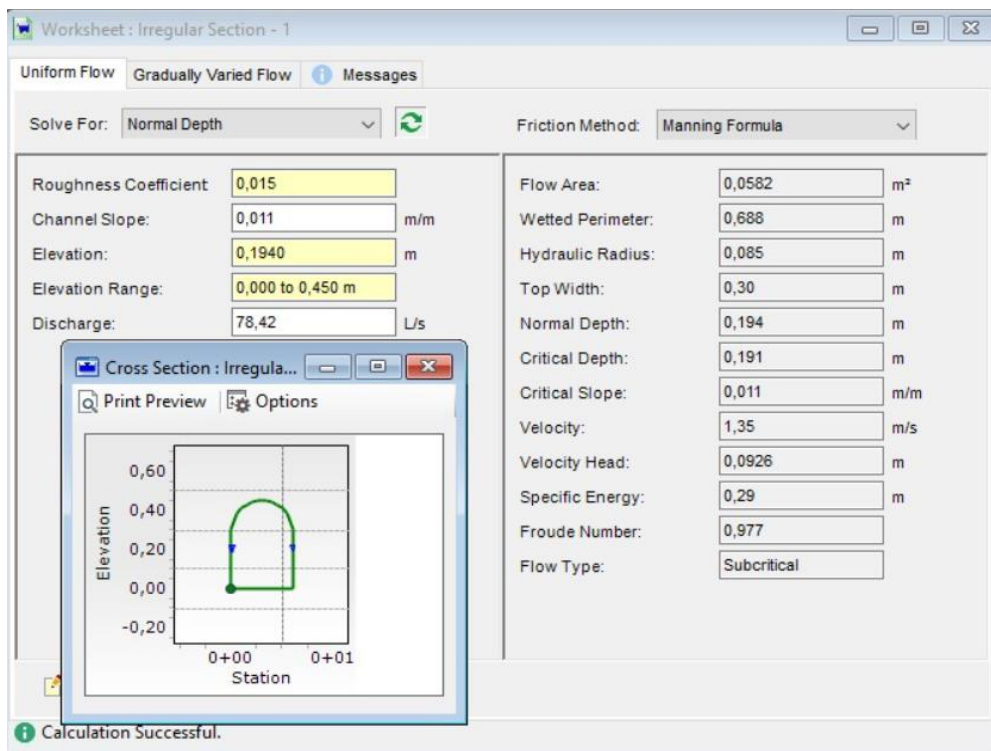 Worksheet : Irregular Section - 1
Uniform Flow Gradually Varied Flow Messages
Solve For: Normal Depth Friction Method: Manning Formula
Roughness Coefficient 0,015
Channel Slope: 0,011 m/m
Elevation: 0,1940 m
Elevation Range: 0,000 to 0,450 m
Discharge: 78,42 L/s
Flow Area: 0,0582 m²
Wetted Perimeter: 0,688 m
Hydraulic Radius: 0,085 m
Top Width: 0,30 m
Normal Depth: 0,194 m
Critical Depth: 0,191 m
Critical Slope: 0,011 m/m
Velocity: 1,35 m/s
Velocity Head: 0,0926 m
Specific Energy: 0,29 m
Froude Number: 0,977
Flow Type: Subcritical
Cross Section : Irregula...
Print Preview Options
Elevation
0,60
0,40
0,20
0,00
-0,20
0+00 0+01
Station
Calculation Successful.